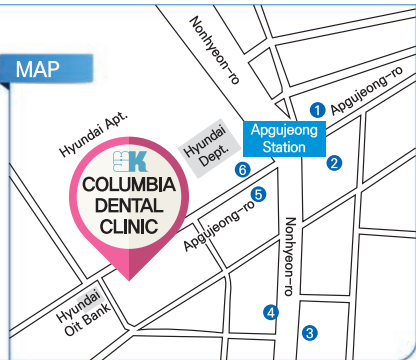 MAP
Nonhyeon-ro
1
Apgujeong-ro
Hyundai Apt.
Hyundai
Dept.
Apgujeong
Station
2
6
K
COLUMBIA
DENTAL
CLINIC
5
Apgujeong-ro
Nonhyeon-ro
Hyundai
Oit Bank
4
3